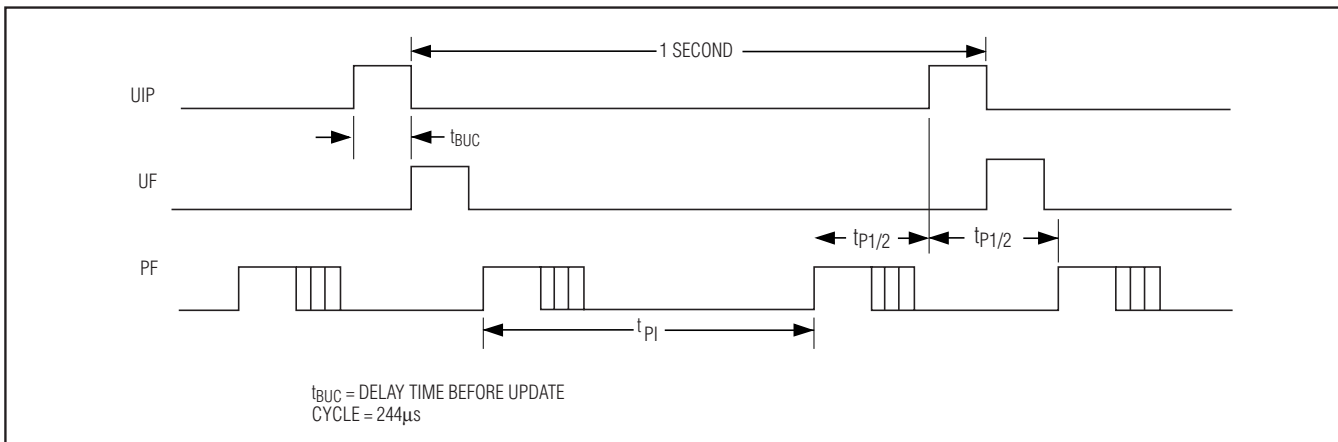 1 SECOND
UIP
tBUC
UF
tP1/2 tP1/2
PF
tPI
tBUC = DELAY TIME BEFORE UPDATE
CYCLE = 244μs